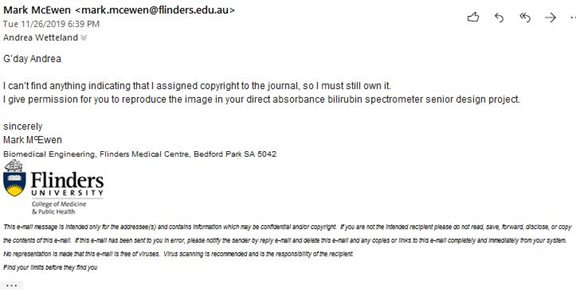 Mark McEwen <mark.mcewen@flinders.edu.au>
Tue 11/26/2019 6:39 PM
Andrea Wetteland
G'day Andrea
I can't find anything indicating that I assigned copyright to the journal, so I must still own it.
I give permission for you to reproduce the image in your direct absorbance bilirubin spectrometer senior design project.
sincerely
Mark MᶜEwen
Biomedical Engineering, Flinders Medical Centre, Bedford Park SA 5042
Flinders
UNIVERSITY
College of Medicine
& Public Health
This e-mail message is intended only for the addressee(s) and contains information which may be confidential and/or copyright. If you are not the intended recipient please do not read, save, forward, disclose, or copy
the contents of this e-mail. If this e-mail has been sent to you in error, please notify the sender by reply e-mail and delete this e-mail and any copies or links to this e-mail completely and immediately from your system.
No representation is made that this e-mail is free of viruses. Virus scanning is recommended and is the responsibility of the recipient.
Find your limits before they find you
...